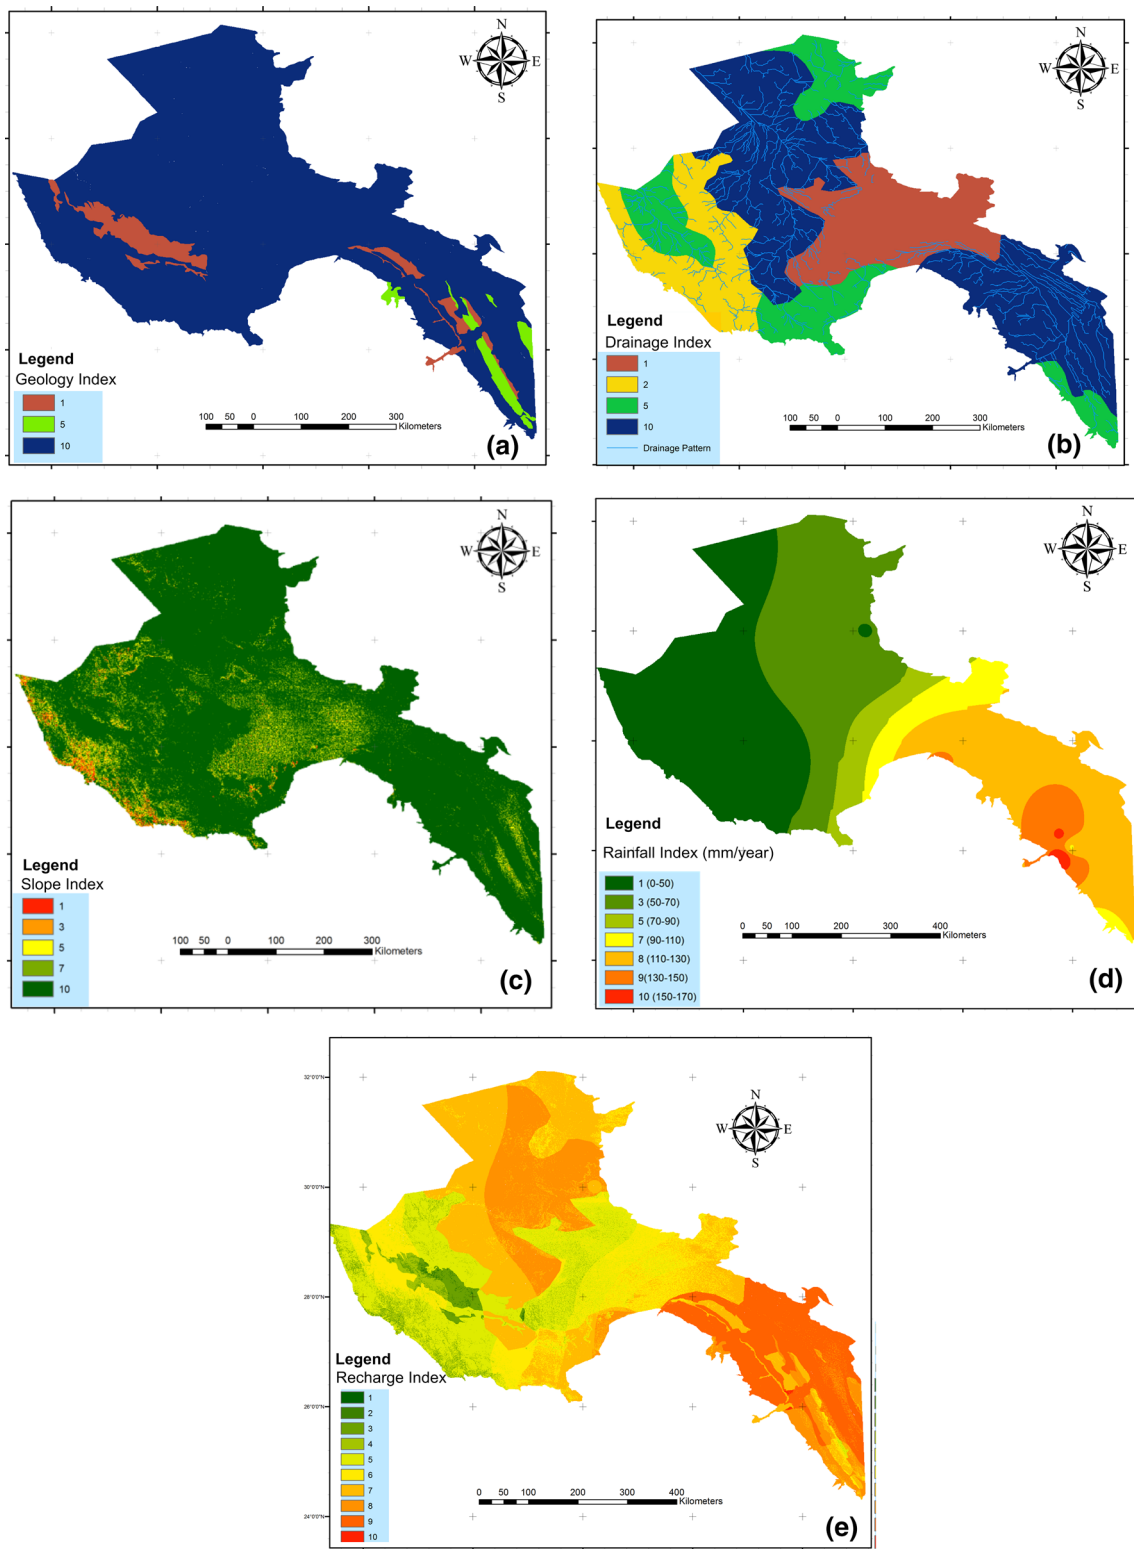 N
W E
S
Legend
Geology Index
1
5
10
100 50 0 100 200 300
Kilometers
(a)
N
W E
S
Legend
Drainage Index
1
2
5
10
Drainage Pattern
100 50 0 100 200 300
Kilometers
(b)
N
W E
S
Legend
Slope Index
1
3
5
7
10
100 50 0 100 200 300
Kilometers
(c)
N
W E
S
Legend
Rainfall Index (mm/year)
1 (0-50)
3 (50-70)
5 (70-90)
7 (90-110)
8 (110-130)
9(130-150)
10 (150-170)
0 50 100 200 300 400
Kilometers
(d)
32°0'0"N
30°0'0"N
28°0'0"N
26°0'0"N
24°0'0"N
N
W E
S
Legend
Recharge Index
1
2
3
4
5
6
7
8
9
10
0 50 100 200 300 400
Kilometers
(e)